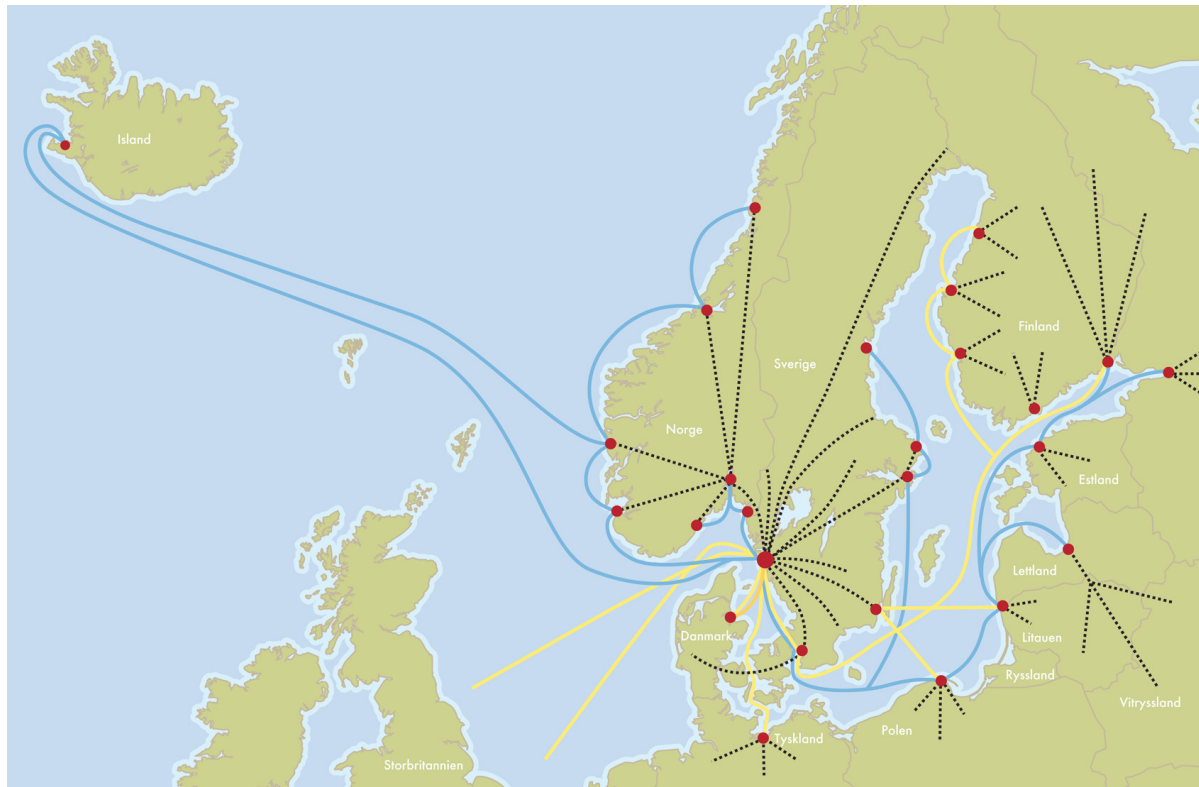 Island
Finland
Sverige
Norge
Estland
Lettland
Danmark
Litauen
Ryssland
Vitryssland
Polen
Tyskland
Storbritannien